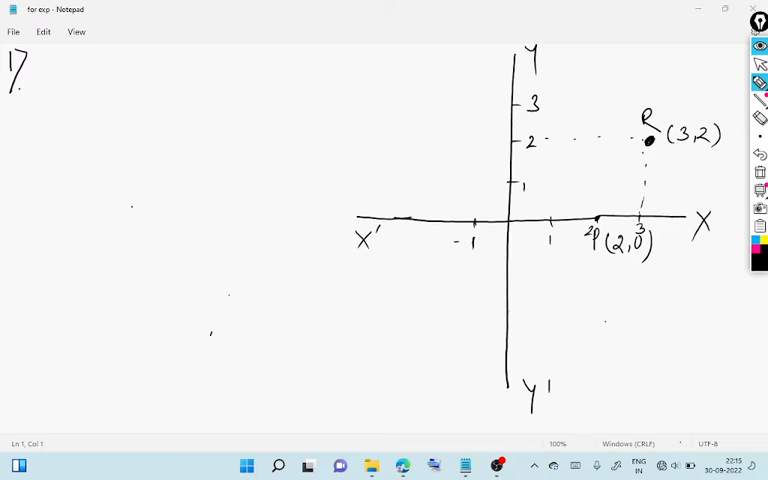 for exp - Notepad
File Edit View
17
Y
3
R
2 (3,2)
1
X' -1 1 2 P(2,0) 3 X
Y'
Ln 1, Col 1 100% Windows (CRLF) UTF-8
ENG 22:15
IN 30-09-2022